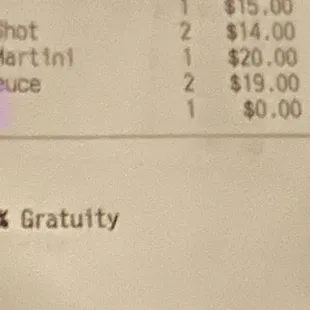 1 $15.00
Shot 2 $14.00
Martini 1 $20.00
euce 2 $19.00
1 $0.00
% Gratuity